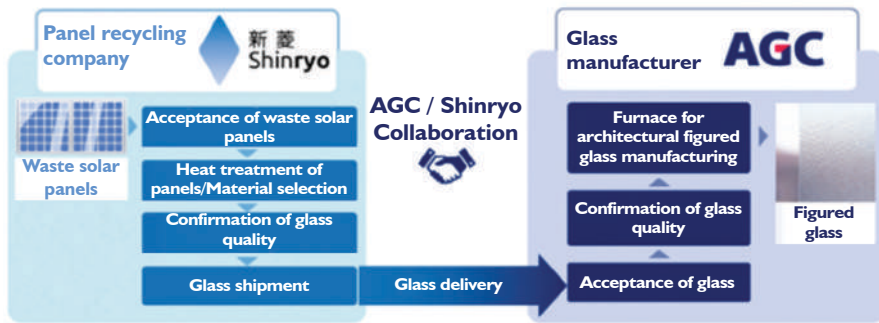 Panel recycling
company
新菱
Shinryo
Waste solar
panels
Acceptance of waste solar
panels
Heat treatment of
panels/Material selection
Confirmation of glass
quality
Glass shipment
AGC / Shinryo
Collaboration
Glass delivery
Glass
manufacturer
AGC
Furnace for
architectural figured
glass manufacturing
Confirmation of glass
quality
Acceptance of glass
Figured
glass